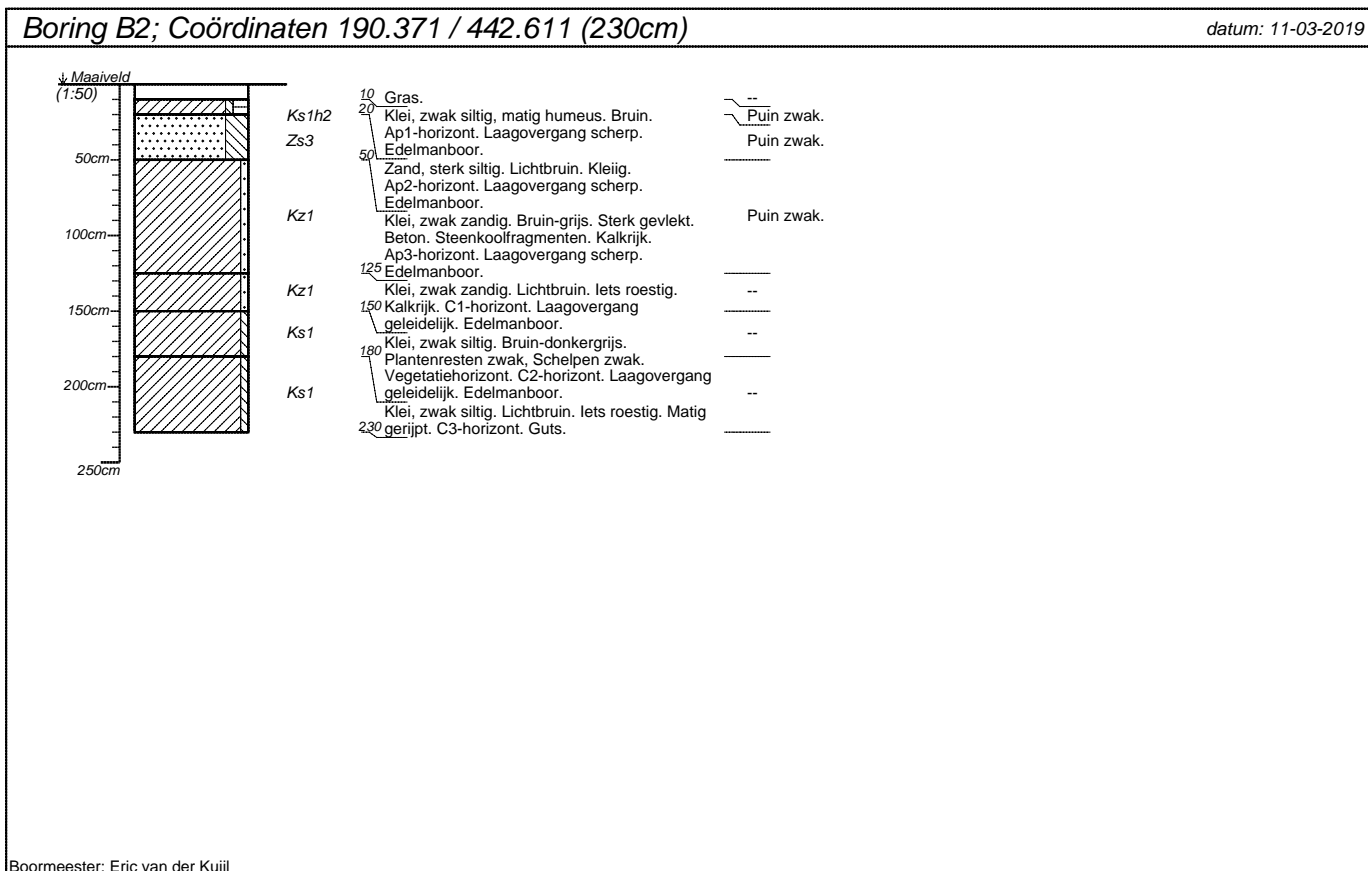 Boring B2; Coördinaten 190.371 / 442.611 (230cm)
datum: 11-03-2019
Maaiveld
(1:50)
50cm
100cm
150cm
200cm
250cm
Ks1h2
Zs3
Kz1
Kz1
Ks1
Ks1
10 Gras.
20 Klei, zwak siltig, matig humeus. Bruin.
Ap1-horizont. Laagovergang scherp.
Edelmanboor.
50
Zand, sterk siltig. Lichtbruin. Kleiig.
Ap2-horizont. Laagovergang scherp.
Edelmanboor.
Klei, zwak zandig. Bruin-grijs. Sterk gevlekt.
Beton. Steenkoolfragmenten. Kalkrijk.
Ap3-horizont. Laagovergang scherp.
125 Edelmanboor.
Klei, zwak zandig. Lichtbruin. Iets roestig.
150 Kalkrijk. C1-horizont. Laagovergang
geleidelijk. Edelmanboor.
Klei, zwak siltig. Bruin-donkergrijs.
180 Plantenresten zwak, Schelpen zwak.
Vegetatiehorizont. C2-horizont. Laagovergang
geleidelijk. Edelmanboor.
Klei, zwak siltig. Lichtbruin. Iets roestig. Matig
230 gerijpt. C3-horizont. Guts.
--
Puin zwak.
Puin zwak.
Puin zwak.
--
--
--
Boormeester: Eric van der Kuijl